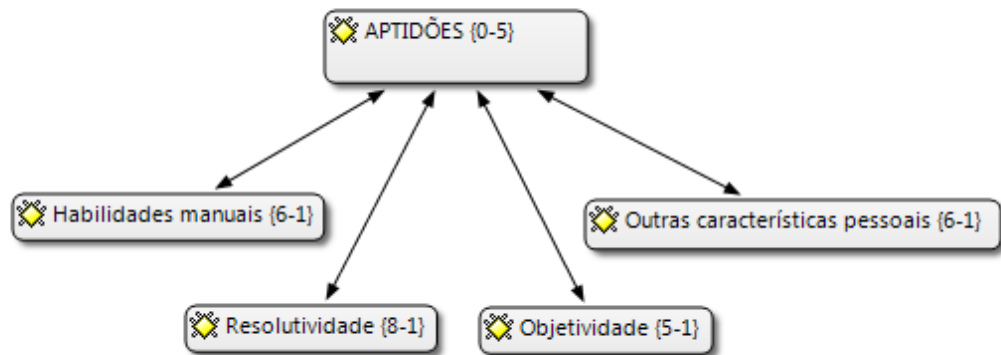 APTIDÕES {0-5}
Habilidades manuais {6-1}
Outras características pessoais {6-1}
Resolutividade {8-1}
Objetividade {5-1}